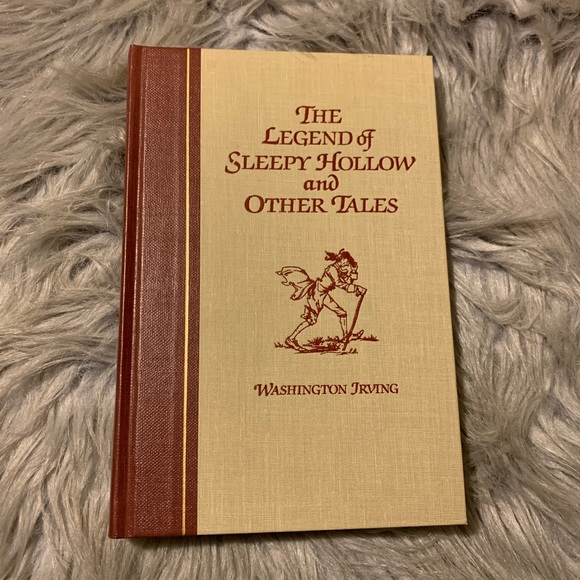 THE
LEGEND of
SLEEPY HOLLOW
and
OTHER TALES
WASHINGTON IRVING